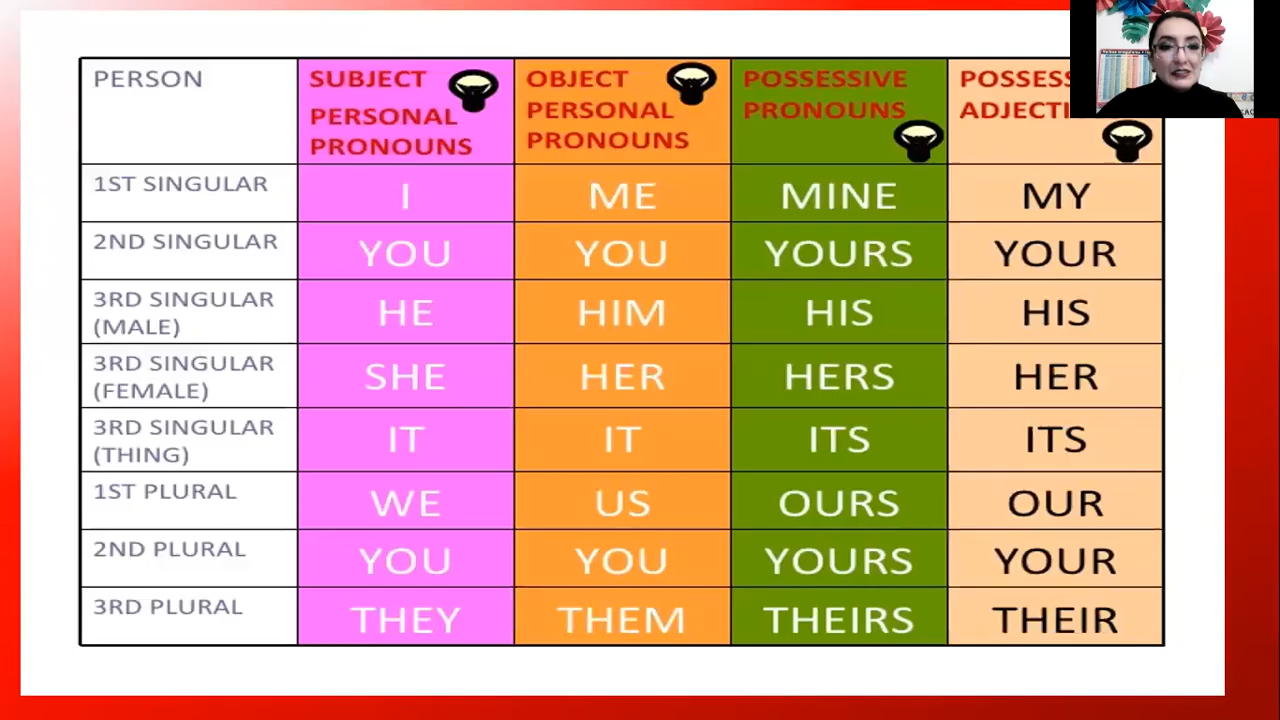 PERSON
SUBJECT
PERSONAL
PRONOUNS
OBJECT
PERSONAL
PRONOUNS
POSSESSIVE
PRONOUNS
1ST SINGULAR
I
ME
MINE
MY
2ND SINGULAR
YOU
YOU
YOURS
YOUR
3RD SINGULAR
(MALE)
HE
HIM
HIS
HIS
3RD SINGULAR
(FEMALE)
SHE
HER
HERS
HER
3RD SINGULAR
(THING)
IT
IT
ITS
ITS
1ST PLURAL
WE
US
OURS
OUR
2ND PLURAL
YOU
YOU
YOURS
YOUR
3RD PLURAL
THEY
THEM
THEIRS
THEIR